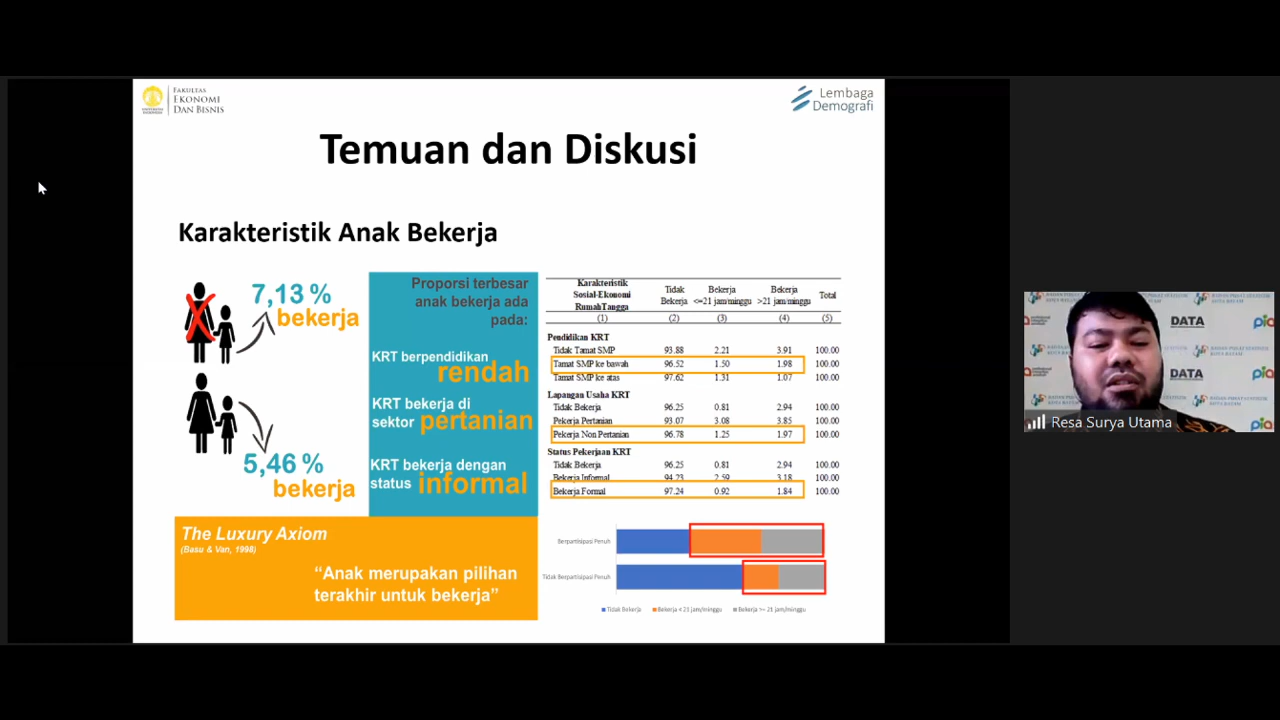 FAKULTAS
EKONOMI
DAN BISNIS
Lembaga
Demografi
Temuan dan Diskusi
Karakteristik Anak Bekerja
7,13 %
bekerja
5,46 %
bekerja
Proporsi terbesar
anak bekerja ada
pada:
KRT berpendidikan
rendah
KRT bekerja di
sektor pertanian
KRT bekerja dengan
status informal
The Luxury Axiom
(Basu & Van, 1998)
“Anak merupakan pilihan
terakhir untuk bekerja”
Karakteristik
Sosial-Ekonomi
RumahTangga
Tidak
Bekerja
Bekerja
<=21 jam/minggu
Bekerja
>21 jam/minggu
Total
(1) (2) (3) (4) (5)
Pendidikan KRT
Tidak Tamat SMP 93.88 2.21 3.91 100.00
Tamat SMP ke bawah 96.52 1.50 1.98 100.00
Tamat SMP ke atas 97.62 1.31 1.07 100.00
Lapangan Usaha KRT
Tidak Bekerja 96.25 0.81 2.94 100.00
Pekerja Pertanian 93.07 3.08 3.85 100.00
Pekerja Non Pertanian 96.78 1.25 1.97 100.00
Status Pekerjaan KRT
Tidak Bekerja 96.25 0.81 2.94 100.00
Bekerja Informal 94.23 2.59 3.18 100.00
Bekerja Formal 97.24 0.92 1.84 100.00
Berpartisipasi Penuh
Tidak Berpartisipasi Penuh
Tidak Bekerja Bekerja < 21 jam/minggu Bekerja >= 21 jam/minggu
DATA
DATA
Resa Surya Utama